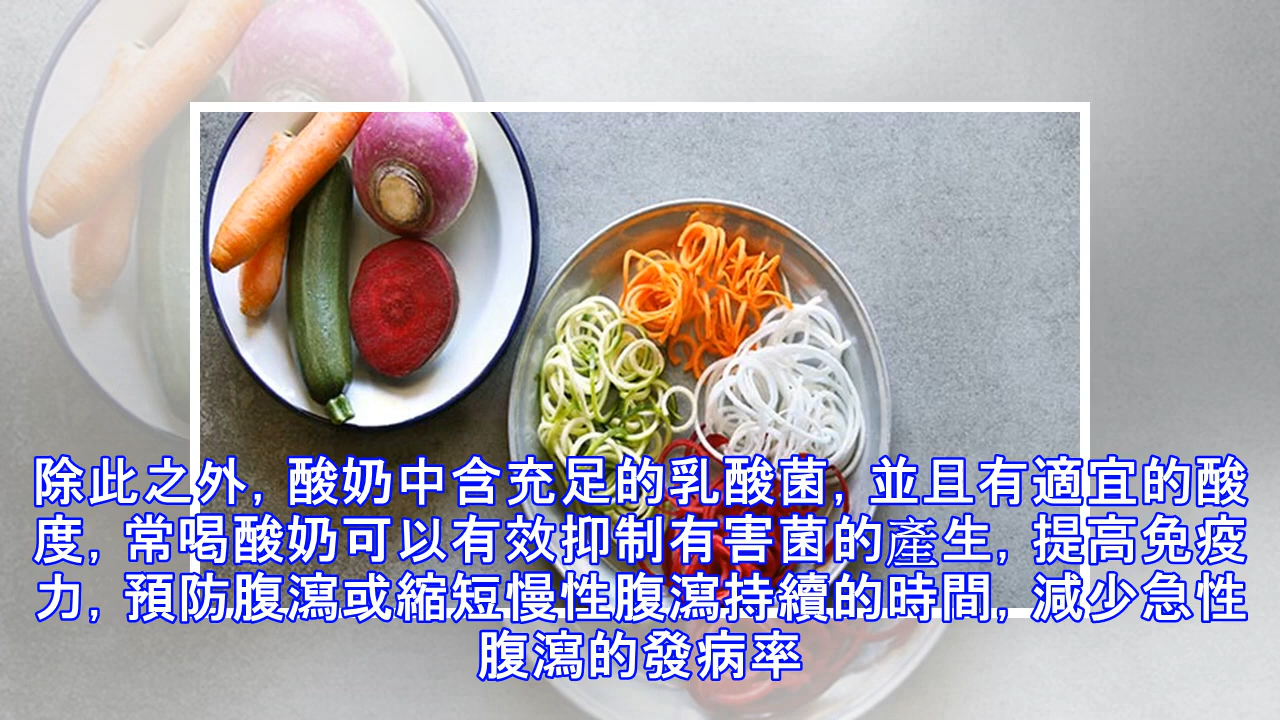 除此之外, 酸奶中含充足的乳酸菌, 並且有適宜的酸
度, 常喝酸奶可以有效抑制有害菌的產生, 提高免疫
力, 預防腹瀉或縮短慢性腹瀉持續的時間, 減少急性
腹瀉的發病率